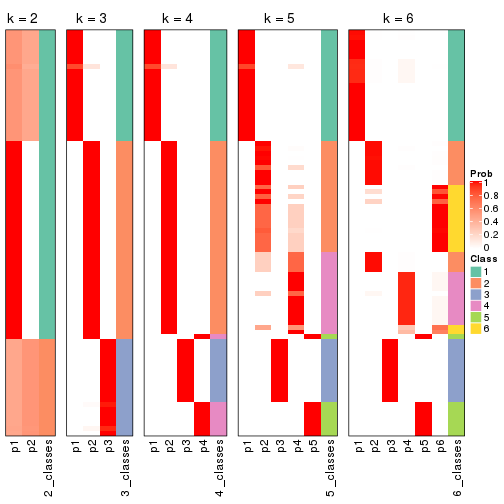 k = 2
k = 3
k = 4
k = 5
k = 6
Prob
1
0.8
0.6
0.4
0.2
0
Class
1
2
3
4
5
6
p1
p2
2_classes
p1
p2
p3
3_classes
p1
p2
p3
p4
4_classes
p1
p2
p3
p4
p5
5_classes
p1
p2
p3
p4
p5
p6
6_classes